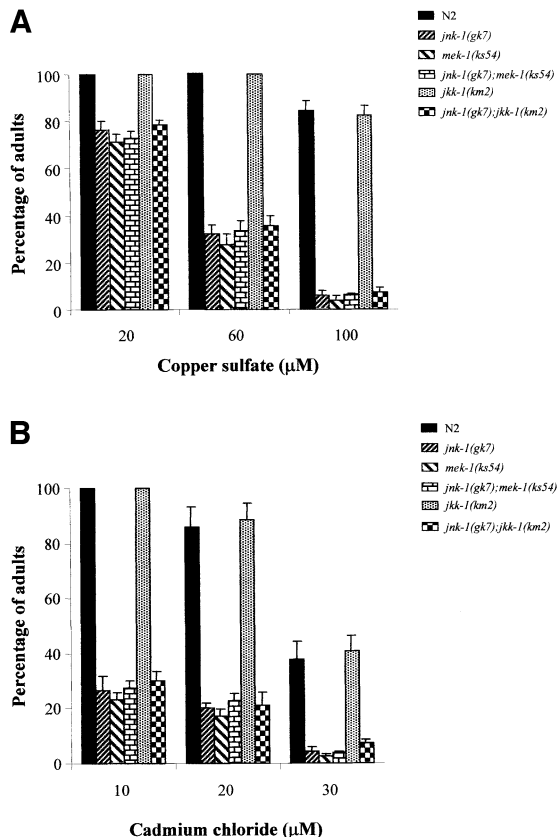 A
N2
jnk-1(gk7)
mek-1(ks54)
jnk-1(gk7);mek-1(ks54)
jkk-1(km2)
jnk-1(gk7);jkk-1(km2)
Percentage of adults
100
80
60
40
20
0
20
60
100
Copper sulfate (μM)
B
N2
jnk-1(gk7)
mek-1(ks54)
jnk-1(gk7);mek-1(ks54)
jkk-1(km2)
jnk-1(gk7);jkk-1(km2)
Percentage of adults
100
80
60
40
20
0
10
20
30
Cadmium chloride (μM)